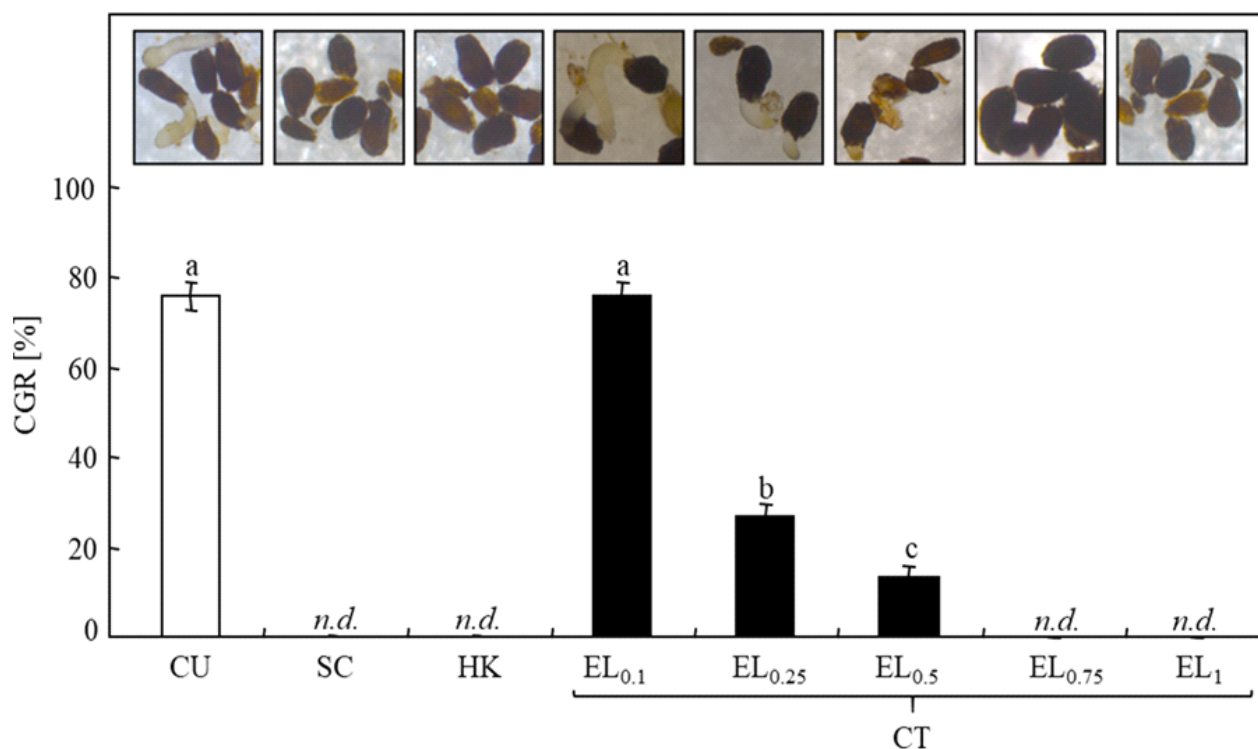 100
80
60
40
20
0
CGR [%]
a
n.d.
n.d.
a
b
c
n.d.
n.d.
CU
SC
HK
EL0.1
EL0.25
EL0.5
EL0.75
EL1
CT